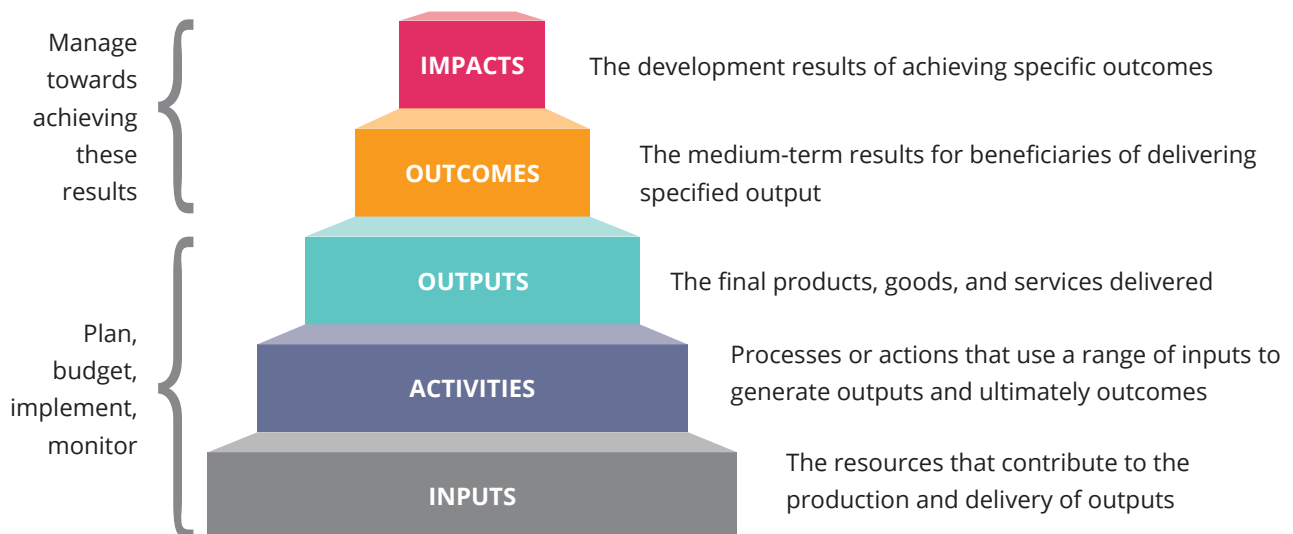 Manage
towards
achieving
these
results
IMPACTS
The development results of achieving specific outcomes
OUTCOMES
The medium-term results for beneficiaries of delivering
specified output
Plan,
budget,
implement,
monitor
OUTPUTS
The final products, goods, and services delivered
ACTIVITIES
Processes or actions that use a range of inputs to
generate outputs and ultimately outcomes
INPUTS
The resources that contribute to the
production and delivery of outputs